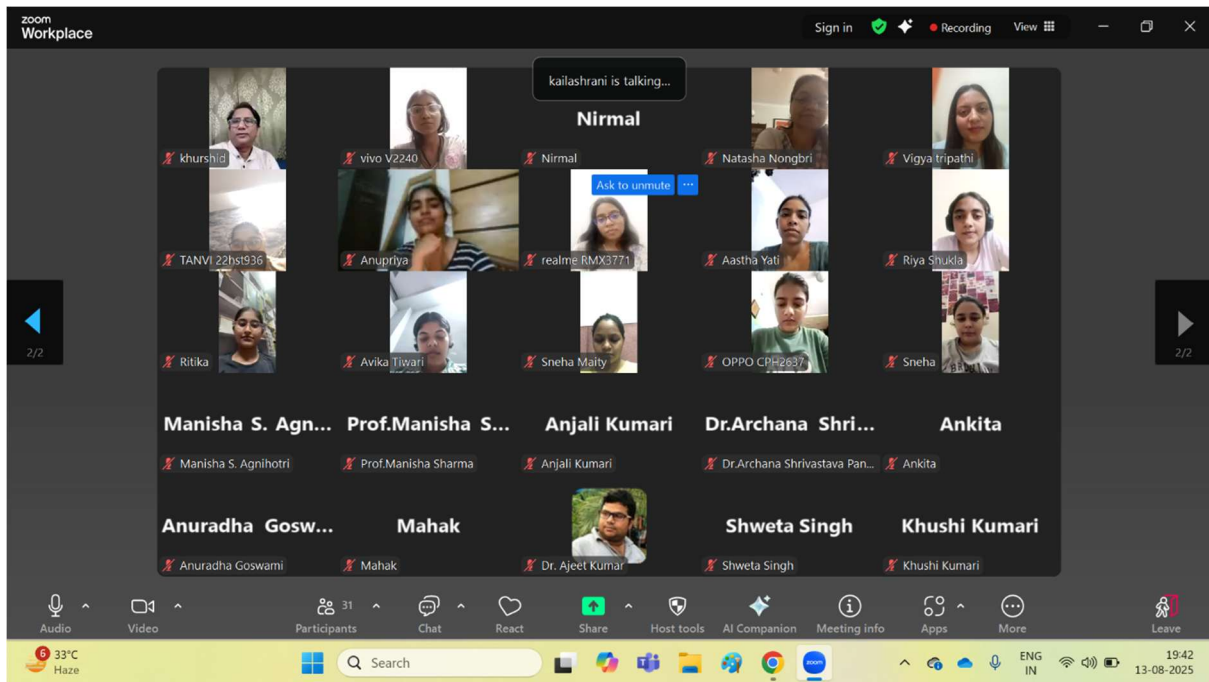 zoom
Workplace
Sign in
Recording
View
kailashrani is talking...
Nirmal
khurshid
vivo V2240
Nirmal
Natasha Nongbri
Vigya tripathi
Ask to unmute
TANVI 22hst936
Anupriya
realme RMX3771
Aastha Yati
Riya Shukla
2/2
2/2
Ritika
Avika Tiwari
Sneha Maity
OPPO CPH2637
Sneha
Manisha S. Agn...
Prof.Manisha S...
Anjali Kumari
Dr.Archana Shri...
Ankita
Manisha S. Agnihotri
Prof.Manisha Sharma
Anjali Kumari
Dr.Archana Shrivastava Pan...
Ankita
Anuradha Gosw...
Mahak
Shweta Singh
Khushi Kumari
Anuradha Goswami
Mahak
Dr. Ajeet Kumar
Shweta Singh
Khushi Kumari
31
Audio
Video
Participants
Chat
React
Share
Host tools
AI Companion
Meeting info
Apps
More
Leave
6
33°C
Haze
Search
zoom
ENG
IN
19:42
13-08-2025